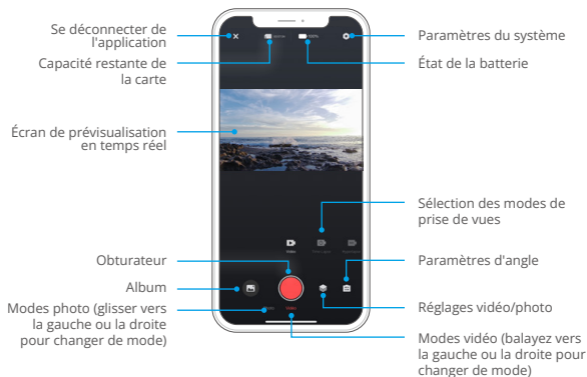 Se déconnecter de
l'application
Capacité restante de
la carte
Écran de prévisualisation
en temps réel
Obturateur
Album
Modes photo (glisser vers
la gauche ou la droite
pour changer de mode)
Paramètres du système
État de la batterie
Sélection des modes de
prise de vues
Paramètres d'angle
Réglages vidéo/photo
Modes vidéo (balayez vers
la gauche ou la droite pour
changer de mode)